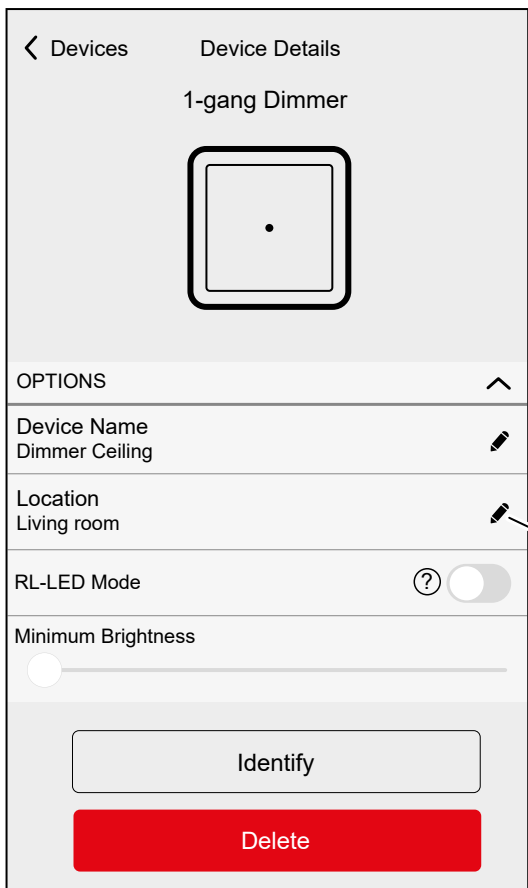 Devices Device Details
1-gang Dimmer
OPTIONS
Device Name
Dimmer Ceiling
Location
Living room
RL-LED Mode ?
Minimum Brightness
Identify
Delete